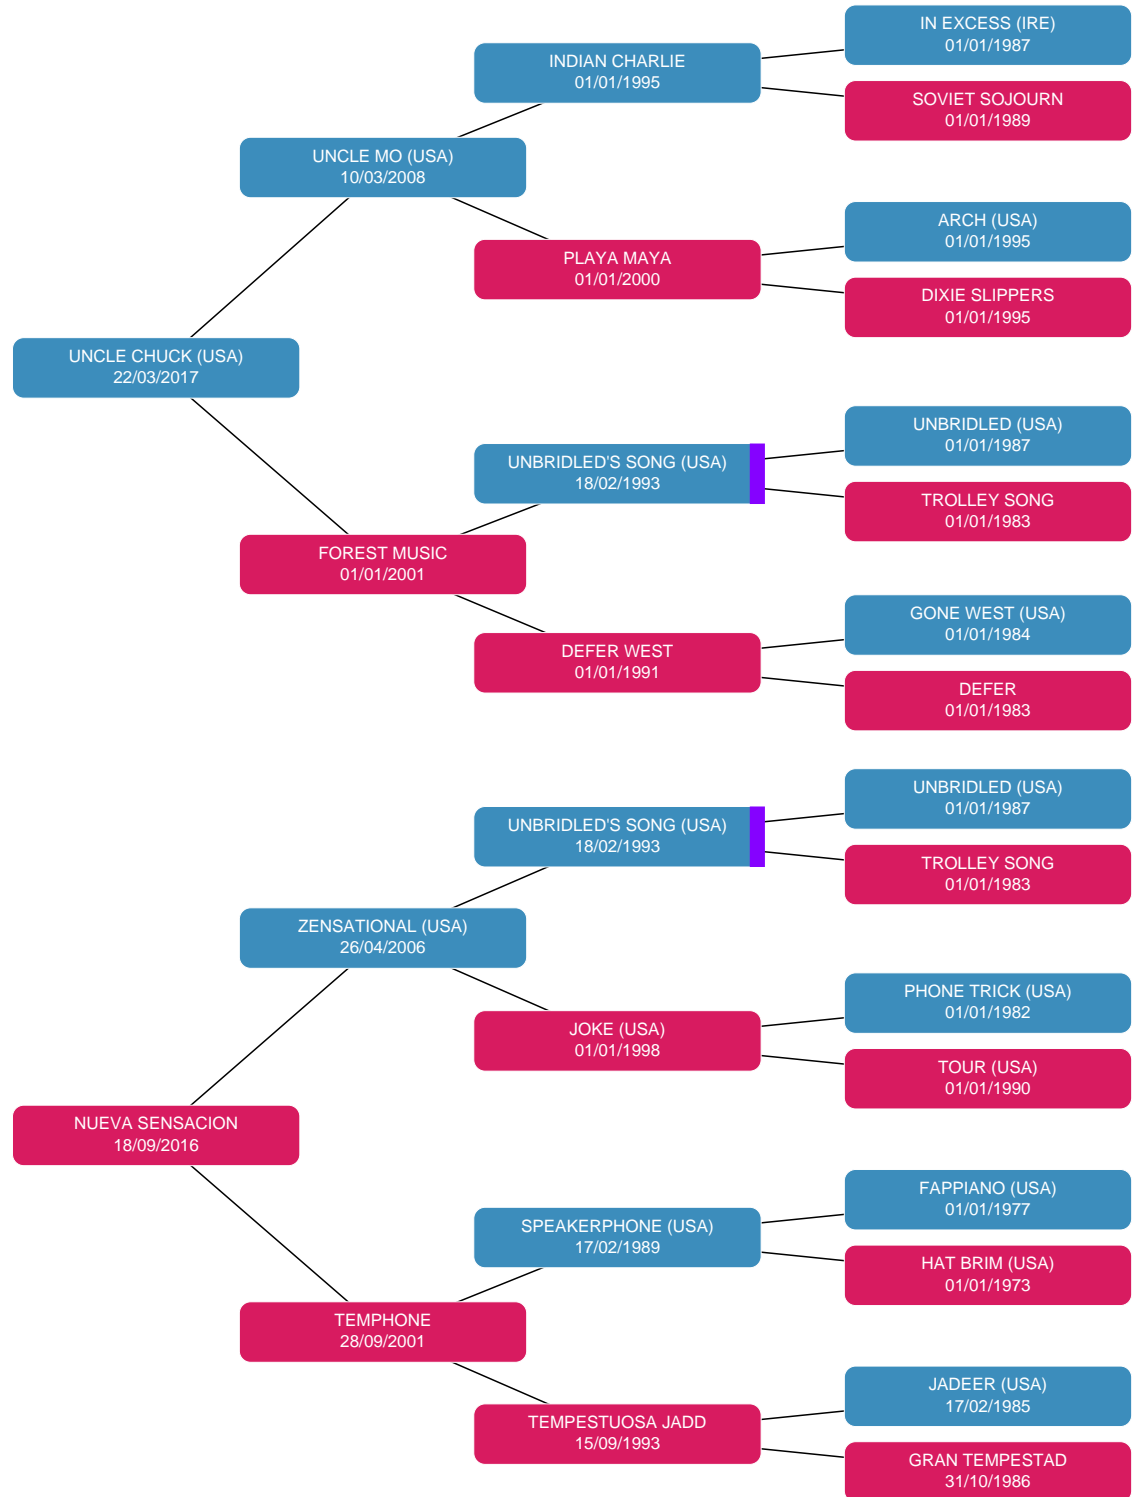 IN EXCESS (IRE)
01/01/1987
INDIAN CHARLIE
01/01/1995
SOVIET SOJOURN
01/01/1989
UNCLE MO (USA)
10/03/2008
ARCH (USA)
01/01/1995
PLAYA MAYA
01/01/2000
DIXIE SLIPPERS
01/01/1995
UNCLE CHUCK (USA)
22/03/2017
UNBRIDLED (USA)
01/01/1987
UNBRIDLED'S SONG (USA)
18/02/1993
TROLLEY SONG
01/01/1983
FOREST MUSIC
01/01/2001
GONE WEST (USA)
01/01/1984
DEFER WEST
01/01/1991
DEFER
01/01/1983
UNBRIDLED (USA)
01/01/1987
UNBRIDLED'S SONG (USA)
18/02/1993
TROLLEY SONG
01/01/1983
ZENSATIONAL (USA)
26/04/2006
PHONE TRICK (USA)
01/01/1982
JOKE (USA)
01/01/1998
TOUR (USA)
01/01/1990
NUEVA SENSACION
18/09/2016
FAPPIANO (USA)
01/01/1977
SPEAKERPHONE (USA)
17/02/1989
HAT BRIM (USA)
01/01/1973
TEMPHONE
28/09/2001
JADEER (USA)
17/02/1985
TEMPESTUOSA JADD
15/09/1993
GRAN TEMPESTAD
31/10/1986